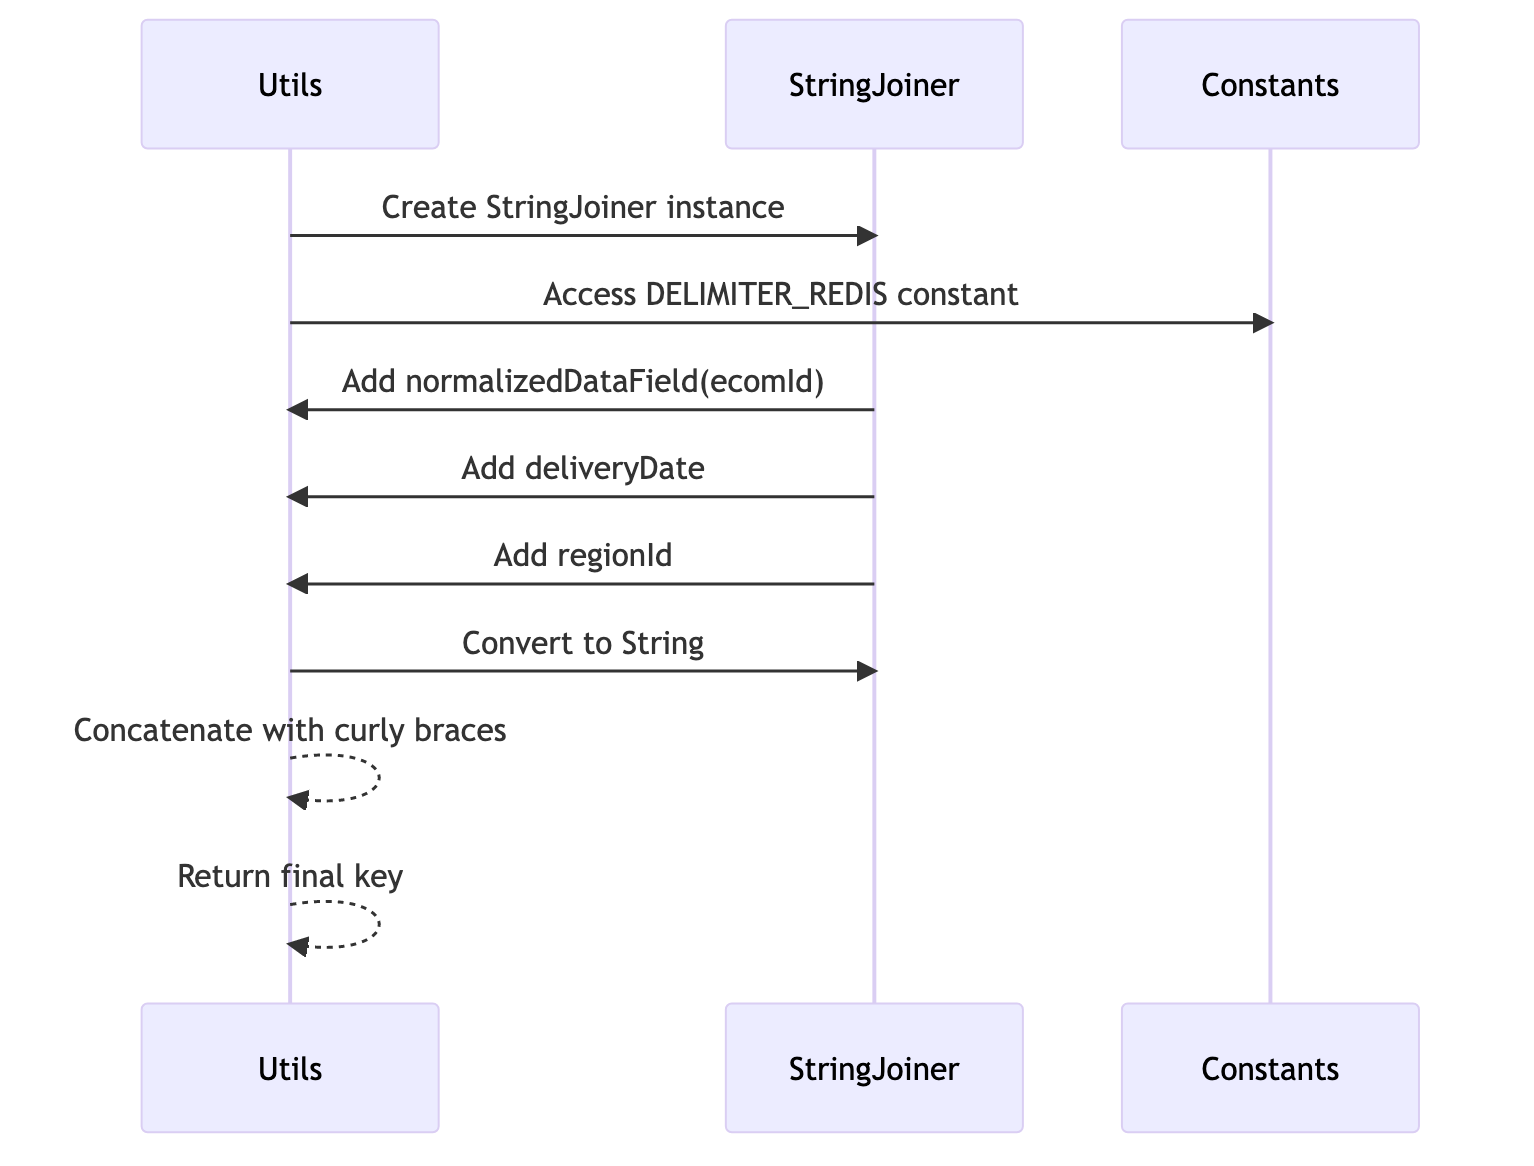 Utils
StringJoiner
Constants
Create StringJoiner instance
Access DELIMITER_REDIS constant
Add normalizedDataField(ecomId)
Add deliveryDate
Add regionId
Convert to String
Concatenate with curly braces
Return final key
Utils
StringJoiner
Constants